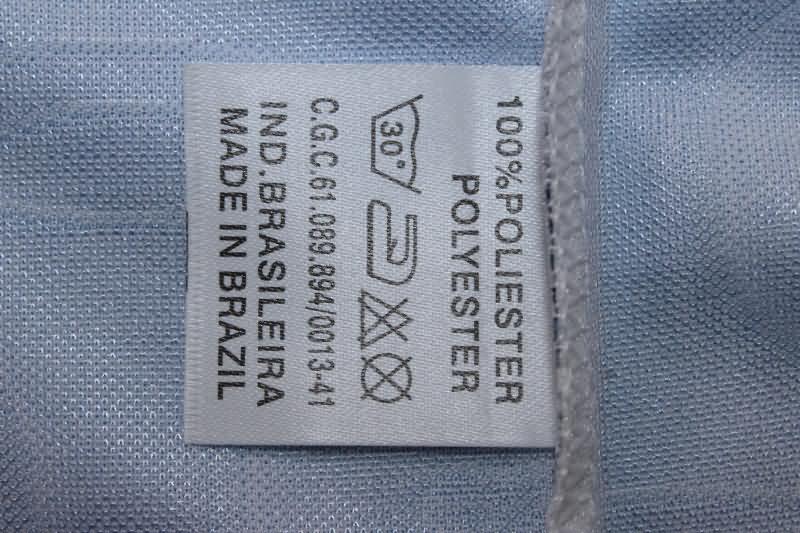 100%POLIESTER
POLYESTER
30°
C.G.C.61.089.894/0013-41
IND.BRASILEIRA
MADE IN BRAZIL